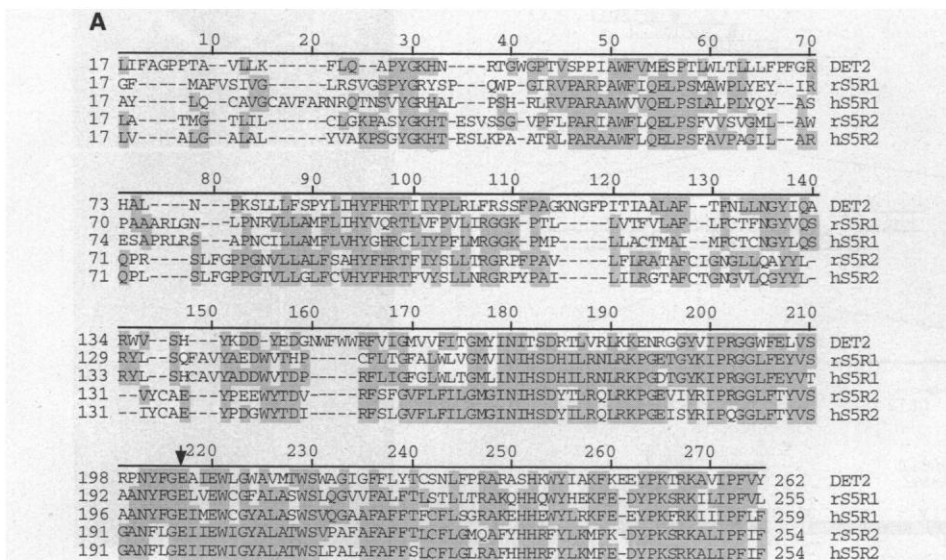 A
10 20 30 40 50 60 70
17 LIFAGPPTA--VLLK-----FLQ--APYGKHN---RTGWGPTVSPPIAWFVMESPTLWLTLLLFPFGR DET2
17 GF-----MAFVSIVG-----LRSVGSPYGRYSP--QWP-GIRVPARPAWFIQELPSMAWPLYEY--IR rS5R1
17 AY-----LQ-CAVGCAVFARNRQTNSVYGRHAL--PSH-RLRVPARAAWVVQELPSLALPLYQY--AS hS5R1
17 LA----TMG-TLIL------CLGKPASYGKHT-ESVSSG-VPFLPARIAWFLQELPSFVVSVGML-AW rS5R2
17 LV----ALG-ALAL------YVAKPSGYGKHT-ESLKPA-ATRLPARAAWFLQELPSFAVPAGIL-AR hS5R2
80 90 100 110 120 130 140
73 HAL---N----PKSLLLFSPYLIHYFHRTIIYPLRLFRSSFPAGKNGFPITIAALAF--TFNLLNGYIQA DET2
70 PAAARLGN---LPNRVLLAMFLIHYVQRTLVFPVLIRGGK-PTL-----LVTFVLAF--LFCTFNGYVQS rS5R1
74 ESAPRLRS---APNCILLAMFLVHYGHRCLIYPFLMRGGK-PMP-----LLACTMAI--MFCTCNGYLQS hS5R1
71 QPR----SLFGPPGNVLLALFSAHYFHRTFIYSLLTRGRPFPAV-----LFLRATAFCIGNGLLQAYYL- rS5R2
71 QPL----SLFGPPGTVLLGLFCVHYFHRTFVYSLLNRGRPYPAI-----LILRGTAFCTGNGVLQGYYL- hS5R2
150 160 170 180 190 200 210
134 RWV--SH---YKDD-YEDGNWFWWRFVIGMVVFITGMYINITSDRTLVRLKKENRGGYVIPRGGWFELVS DET2
129 RYL--SQFAVYAEDWVTHP-----CFLTGFALWLVGMVINIHSDHILRNLRKPGETGYKIPRGGLFEYVS rS5R1
133 RYL--SHCAVYADDWVTDP-----RFLIGFGLWLTGMLINIHSDHILRNLRKPGDTGYKIPRGGLFEYVT hS5R1
131 --VYCAE---YPEEWYTDV-----RFSFGVFLFILGMGINIHSDYTLRQLRKPGEVIYRIPRGGLFTYVS rS5R2
131 --IYCAE---YPDGWYTDI-----RFSLGVFLFILGMGINIHSDYILRQLRKPGEISYRIPQGGLFTYVS hS5R2
220 230 240 250 260 270
198 RPNYFGEAIEWLGWAVMTWSWAGIGFFLYTCSNLFPRARASHKWYIAKFKEEYPKTRKAVIPFVY 262 DET2
192 AANYFGELVEWCGFALASWSLQGVVFALFTLSTLLTRAKQHHQWYHEKFE-DYPKSRKILIPFVL 255 rS5R1
196 AANYFGEIMEWCGYALASWSVQGAAFAFFTFCFLSGRAKEHHEWYLRKFE-EYPKFRKIIIPFLF 259 hS5R1
191 GANFLGEIIEWIGYALATWSVPAFAFAFFTLCFLGMQAFYHHRFYLKMFK-DYPKSRKALIPFIF 254 rS5R2
191 GANFLGEIIEWIGYALATWSLPALAFAFFSLCFLGLRAFHHHRFYLKMFE-DYPKSRKALIPFIF 254 hS5R2